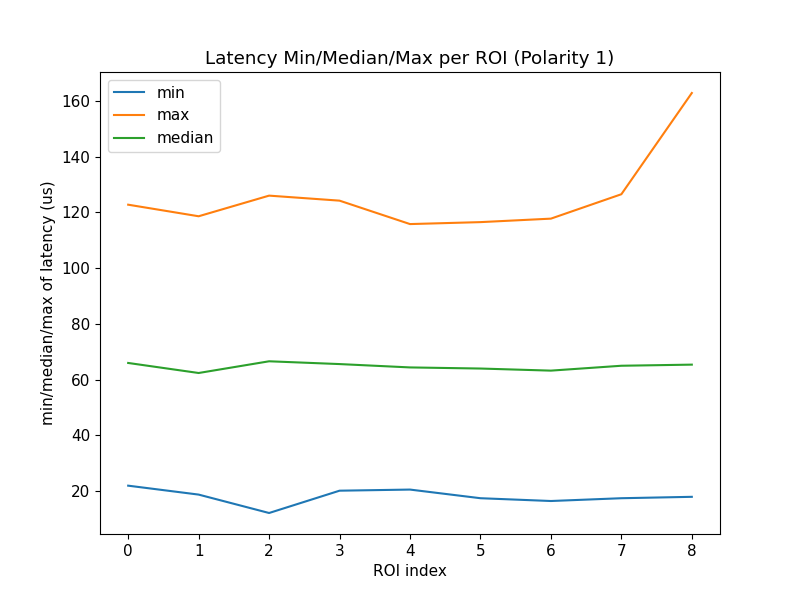 Latency Min/Median/Max per ROI (Polarity 1)
min
max
median
min/median/max of latency (us)
160
140
120
100
80
60
40
20
0 1 2 3 4 5 6 7 8
ROI index